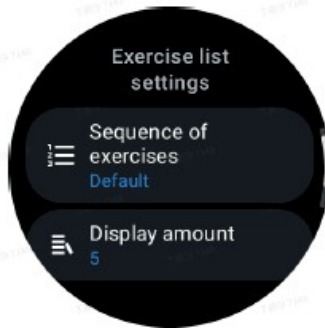 Exercise list
settings
Sequence of
exercises
Default
Display amount
5